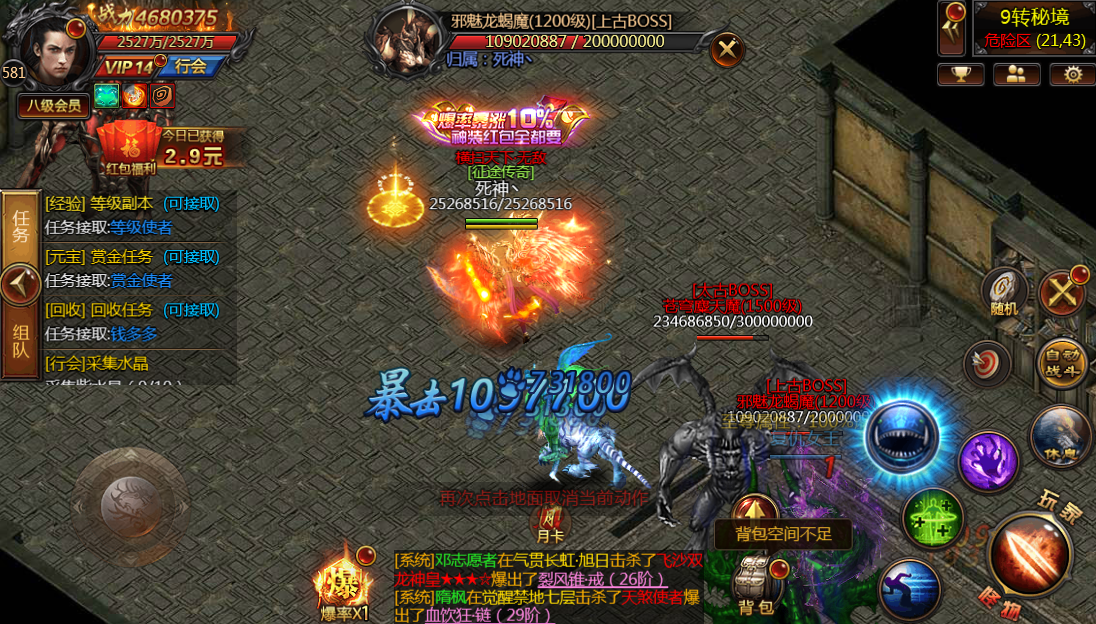 战力4680375
2527万/2527万
581
VIP14
行会
八级会员
今日已获得
2.9元
红包福利
任务
组队
[经验] 等级副本 (可接取)
任务接取:等级使者
[元宝] 赏金任务 (可接取)
任务接取:赏金使者
[回收] 回收任务 (可接取)
任务接取:钱多多
[行会]采集水晶
邪魅龙蝎魔(1200级)[上古BOSS]
109020887 / 200000000
归属：死神丶
9转秘境
危险区 (21,43)
爆率暴涨10%
神装红包全都要
横扫天下无敌
[征途传奇]
死神丶
25268516/25268516
[太古BOSS]
苍穹魔天魔(1500级)
234686850/300000000
随机
自动战斗
休息
[上古BOSS]
邪魅龙蝎魔(1200级)
109020887/2000000
暴击10
731800
再次点击地面取消当前动作
月卡
背包空间不足
背包
玩家
怪物
爆
爆率X1
[系统]邓志愿者在气贯长虹·旭日击杀了飞沙双
龙神皇★★★☆爆出了裂风锥·戒（26阶）
[系统]隋枫在觉醒禁地七层击杀了天煞使者爆
出了血饮狂·链（29阶）